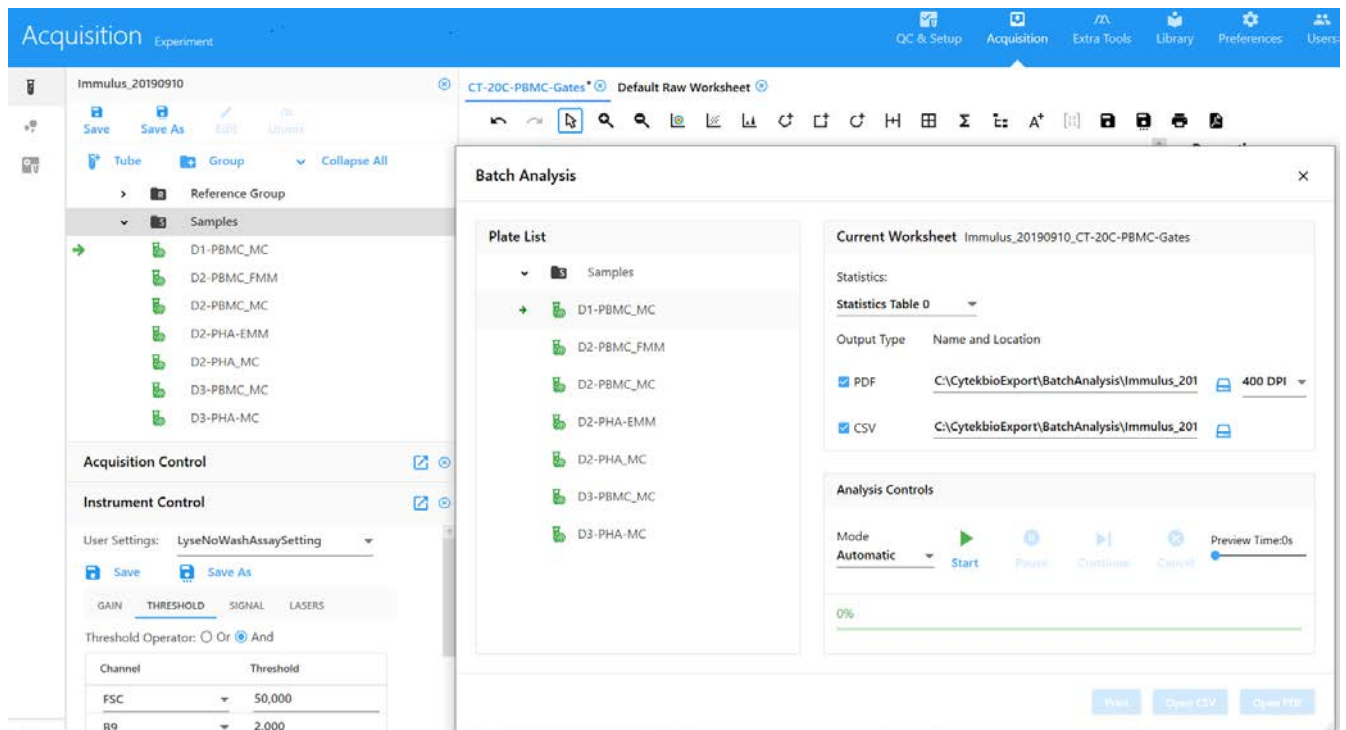 Acquisition Experiment
QC & Setup Acquisition Extra Tools Library Preferences Users
Immulus_20190910
CT-20C-PBMC-Gates* Default Raw Worksheet
Save Save As Edit Unmix
Tube Group Collapse All
Reference Group
Samples
D1-PBMC_MC
D2-PBMC_FMM
D2-PBMC_MC
D2-PHA-EMM
D2-PHA_MC
D3-PBMC_MC
D3-PHA-MC
Acquisition Control
Instrument Control
User Settings: LyseNoWashAssaySetting
Save Save As
GAIN THRESHOLD SIGNAL LASERS
Threshold Operator: Or And
Channel Threshold
FSC 50,000
B9 2,000
Batch Analysis
Plate List
Samples
D1-PBMC_MC
D2-PBMC_FMM
D2-PBMC_MC
D2-PHA-EMM
D2-PHA_MC
D3-PBMC_MC
D3-PHA-MC
Current Worksheet Immulus_20190910_CT-20C-PBMC-Gates
Statistics:
Statistics Table 0
Output Type Name and Location
PDF C:\CytekbioExport\BatchAnalysis\Immulus_201 400 DPI
CSV C:\CytekbioExport\BatchAnalysis\Immulus_201
Analysis Controls
Mode
Automatic
Start Pause Continue Cancel Preview Time:0s
0%
Print Open CSV Open PDF